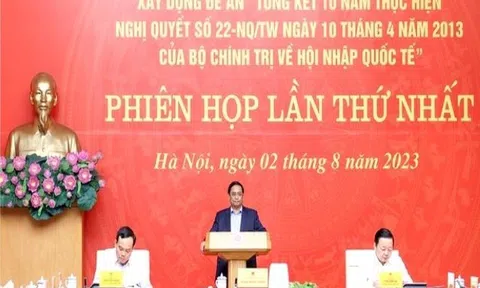 XÂY DỰNG ĐỀ ÁN "TỔNG KẾT 10 NĂM THỰC HIỆN
NGHỊ QUYẾT SỐ 22-NQ/TW NGÀY 10 THÁNG 4 NĂM 2013
CỦA BỘ CHÍNH TRỊ VỀ HỘI NHẬP QUỐC TẾ"
PHIÊN HỌP LẦN THỨ NHẤT
Hà Nội, ngày 02 tháng 8 năm 2023